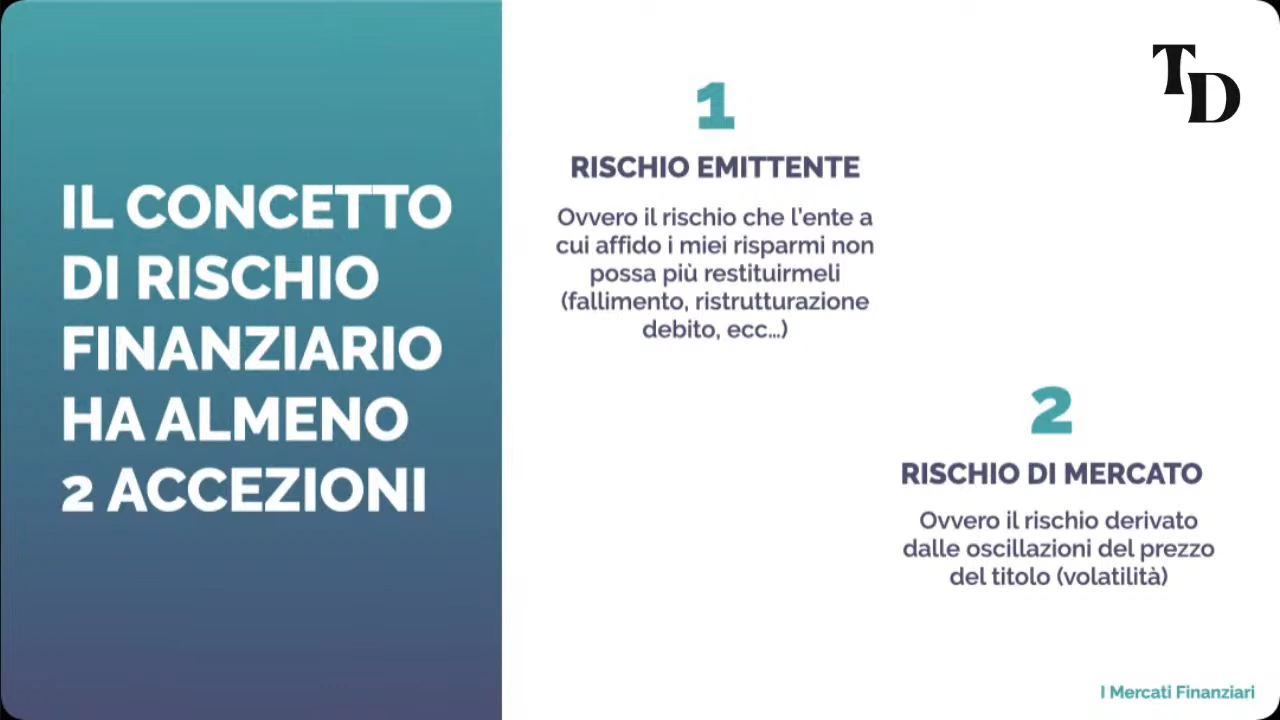 IL CONCETTO
DI RISCHIO
FINANZIARIO
HA ALMENO
2 ACCEZIONI
1
RISCHIO EMITTENTE
Ovvero il rischio che l'ente a
cui affido i miei risparmi non
possa più restituirmeli
(fallimento, ristrutturazione
debito, ecc...)
2
RISCHIO DI MERCATO
Ovvero il rischio derivato
dalle oscillazioni del prezzo
del titolo (volatilità)
TD
I Mercati Finanziari